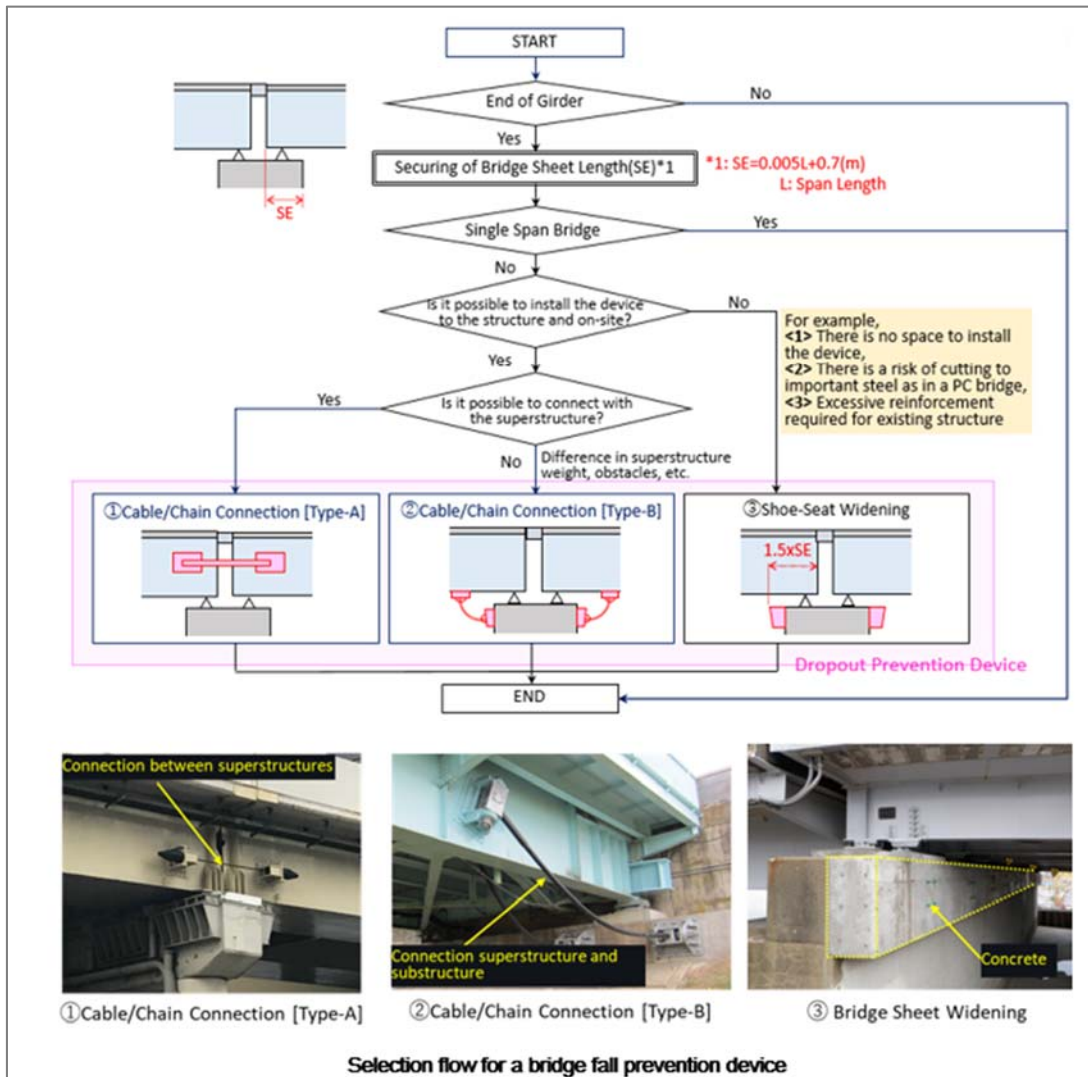 START
End of Girder
No
Yes
Securing of Bridge Sheet Length(SE)*1
*1: SE=0.005L+0.7(m)
L: Span Length
SE
Single Span Bridge
Yes
No
Is it possible to install the device
to the structure and on-site?
No
Yes
For example,
<1> There is no space to install
the device,
<2> There is a risk of cutting to
important steel as in a PC bridge,
<3> Excessive reinforcement
required for existing structure
Yes
Is it possible to connect with
the superstructure?
No
Difference in superstructure
weight, obstacles, etc.
①Cable/Chain Connection [Type-A]
②Cable/Chain Connection [Type-B]
③Shoe-Seat Widening
1.5xSE
Dropout Prevention Device
END
Connection between superstructures
Connection superstructure and
substructure
Concrete
①Cable/Chain Connection [Type-A]
②Cable/Chain Connection [Type-B]
③ Bridge Sheet Widening
Selection flow for a bridge fall prevention device